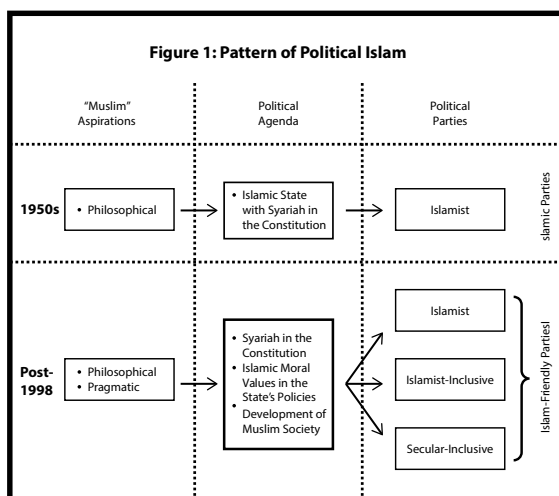 Figure 1: Pattern of Political Islam
“Muslim”
Aspirations
Political
Agenda
Political
Parties
1950s
• Philosophical
• Islamic State
with Syariah in
the Constitution
Islamist
slamic Parties
Post-
1998
• Philosophical
• Pragmatic
• Syariah in the
Constitution
• Islamic Moral
Values in the
State’s Policies
• Development of
Muslim Society
Islamist
Islamist-Inclusive
Secular-Inclusive
Islam-Friendly PartiesI